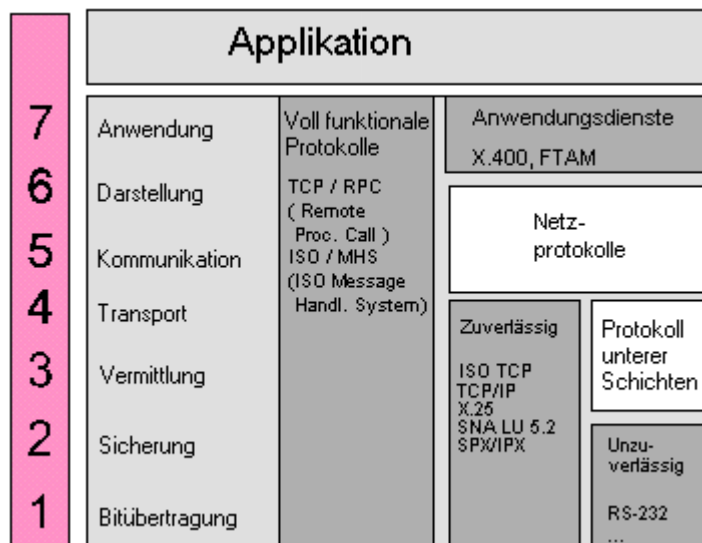 Applikation
7
6
5
4
3
2
1
Anwendung
Darstellung
Kommunikation
Transport
Vermittlung
Sicherung
Bitübertragung
Voll funktionale
Protokolle
TCP / RPC
( Remote
Proc. Call )
ISO / MHS
(ISO Message
Handl. System)
Anwendungsdienste
X.400, FTAM
Netz-
protokolle
Zuverlässig
ISO TCP
TCP/IP
X.25
SNA LU 5.2
SPX/IPX
Protokoll
unterer
Schichten
Unzu-
verlässig
RS-232
...